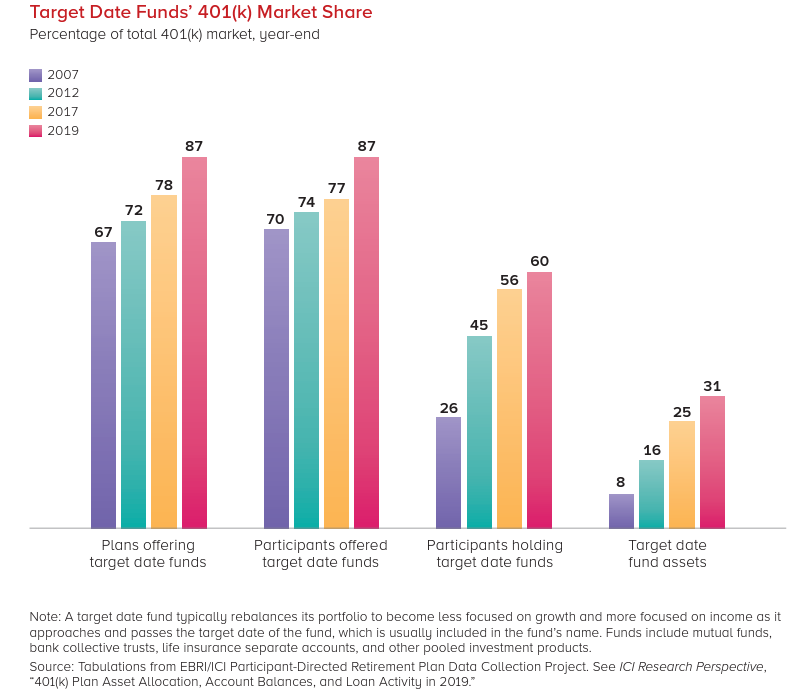 Target Date Funds’ 401(k) Market Share
Percentage of total 401(k) market, year-end
2007
2012
2017
2019
67
72
78
87
70
74
77
87
26
45
56
60
8
16
25
31
Plans offering
target date funds
Participants offered
target date funds
Participants holding
target date funds
Target date
fund assets
Note: A target date fund typically rebalances its portfolio to become less focused on growth and more focused on income as it
approaches and passes the target date of the fund, which is usually included in the fund’s name. Funds include mutual funds,
bank collective trusts, life insurance separate accounts, and other pooled investment products.
Source: Tabulations from EBRI/ICI Participant-Directed Retirement Plan Data Collection Project. See ICI Research Perspective,
“401(k) Plan Asset Allocation, Account Balances, and Loan Activity in 2019.”